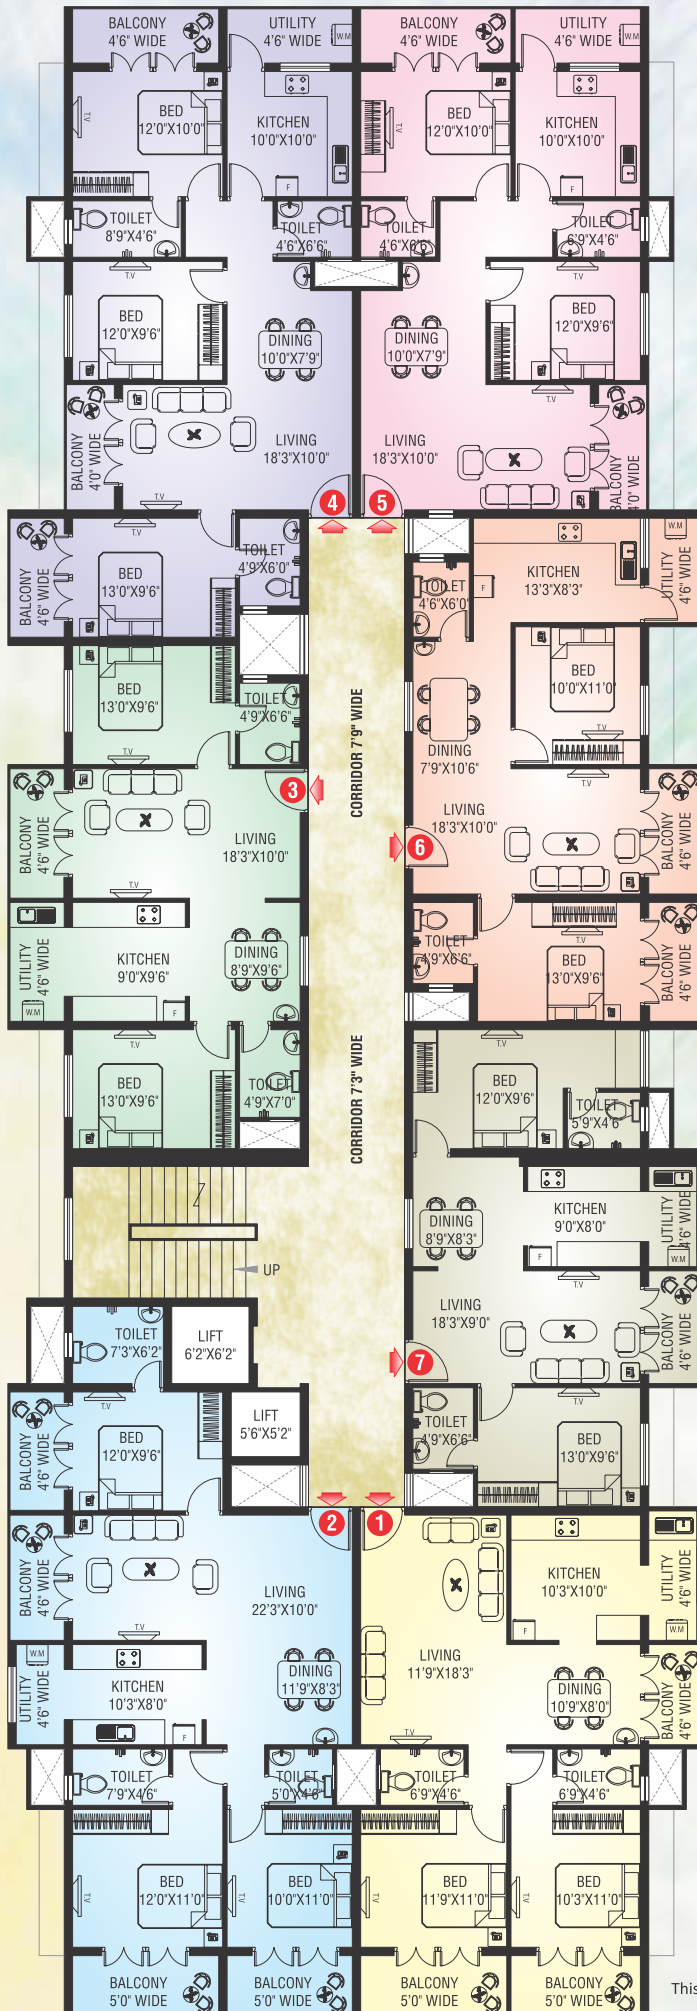 BALCONY
4'6" WIDE
UTILITY
4'6" WIDE
W.M
BALCONY
4'6" WIDE
UTILITY
4'6" WIDE
W.M
T.V
BED
12'0"X10'0"
KITCHEN
10'0"X10'0"
F
T.V
BED
12'0"X10'0"
KITCHEN
10'0"X10'0"
F
TOILET
8'9"X4'6"
TOILET
4'6"X6'6"
TOILET
4'6"X6'6"
TOILET
6'9"X4'6"
T.V
BED
12'0"X9'6"
DINING
10'0"X7'9"
DINING
10'0"X7'9"
T.V
BED
12'0"X9'6"
BALCONY
4'0" WIDE
T.V
LIVING
18'3"X10'0"
LIVING
18'3"X10'0"
T.V
BALCONY
4'0" WIDE
4
5
BALCONY
4'6" WIDE
T.V
BED
13'0"X9'6"
TOILET
4'9"X6'0"
TOILET
4'6"X6'0"
F
KITCHEN
13'3"X8'3"
W.M
UTILITY
4'6" WIDE
BED
13'0"X9'6"
T.V
TOILET
4'9"X6'6"
CORRIDOR 7'9" WIDE
BED
10'0"X11'0"
T.V
DINING
7'9"X10'6"
3
BALCONY
4'6" WIDE
LIVING
18'3"X10'0"
T.V
LIVING
18'3"X10'0"
6
BALCONY
4'6" WIDE
UTILITY
4'6" WIDE
W.M
KITCHEN
9'0"X9'6"
F
DINING
8'9"X9'6"
TOILET
4'9"X6'6"
T.V
BED
13'0"X9'6"
BALCONY
4'6" WIDE
T.V
BED
13'0"X9'6"
TOILET
4'9"X7'0"
CORRIDOR 7'3" WIDE
T.V
BED
12'0"X9'6"
TOILET
5'9"X4'6"
DINING
8'9"X8'3"
KITCHEN
9'0"X8'0"
F
UTILITY
4'6" WIDE
W.M
UP
LIVING
18'3"X9'0"
T.V
BALCONY
4'6" WIDE
7
TOILET
7'3"X6'2"
LIFT
6'2"X6'2"
LIFT
5'6"X5'2"
BALCONY
4'6" WIDE
T.V
BED
12'0"X9'6"
TOILET
4'9"X6'6"
T.V
BED
13'0"X9'6"
2
1
BALCONY
4'6" WIDE
LIVING
22'3"X10'0"
T.V
KITCHEN
10'3"X10'0"
F
UTILITY
4'6" WIDE
W.M
W.M
UTILITY
4'6" WIDE
KITCHEN
10'3"X8'0"
F
DINING
11'9"X8'3"
LIVING
11'9"X18'3"
T.V
DINING
10'9"X8'0"
BALCONY
4'6" WIDE
TOILET
7'9"X4'6"
TOILET
5'0"X4'6"
TOILET
6'9"X4'6"
TOILET
6'9"X4'6"
T.V
BED
12'0"X11'0"
T.V
BED
10'0"X11'0"
T.V
BED
11'9"X11'0"
T.V
BED
10'3"X11'0"
BALCONY
5'0" WIDE
BALCONY
5'0" WIDE
BALCONY
5'0" WIDE
BALCONY
5'0" WIDE
This